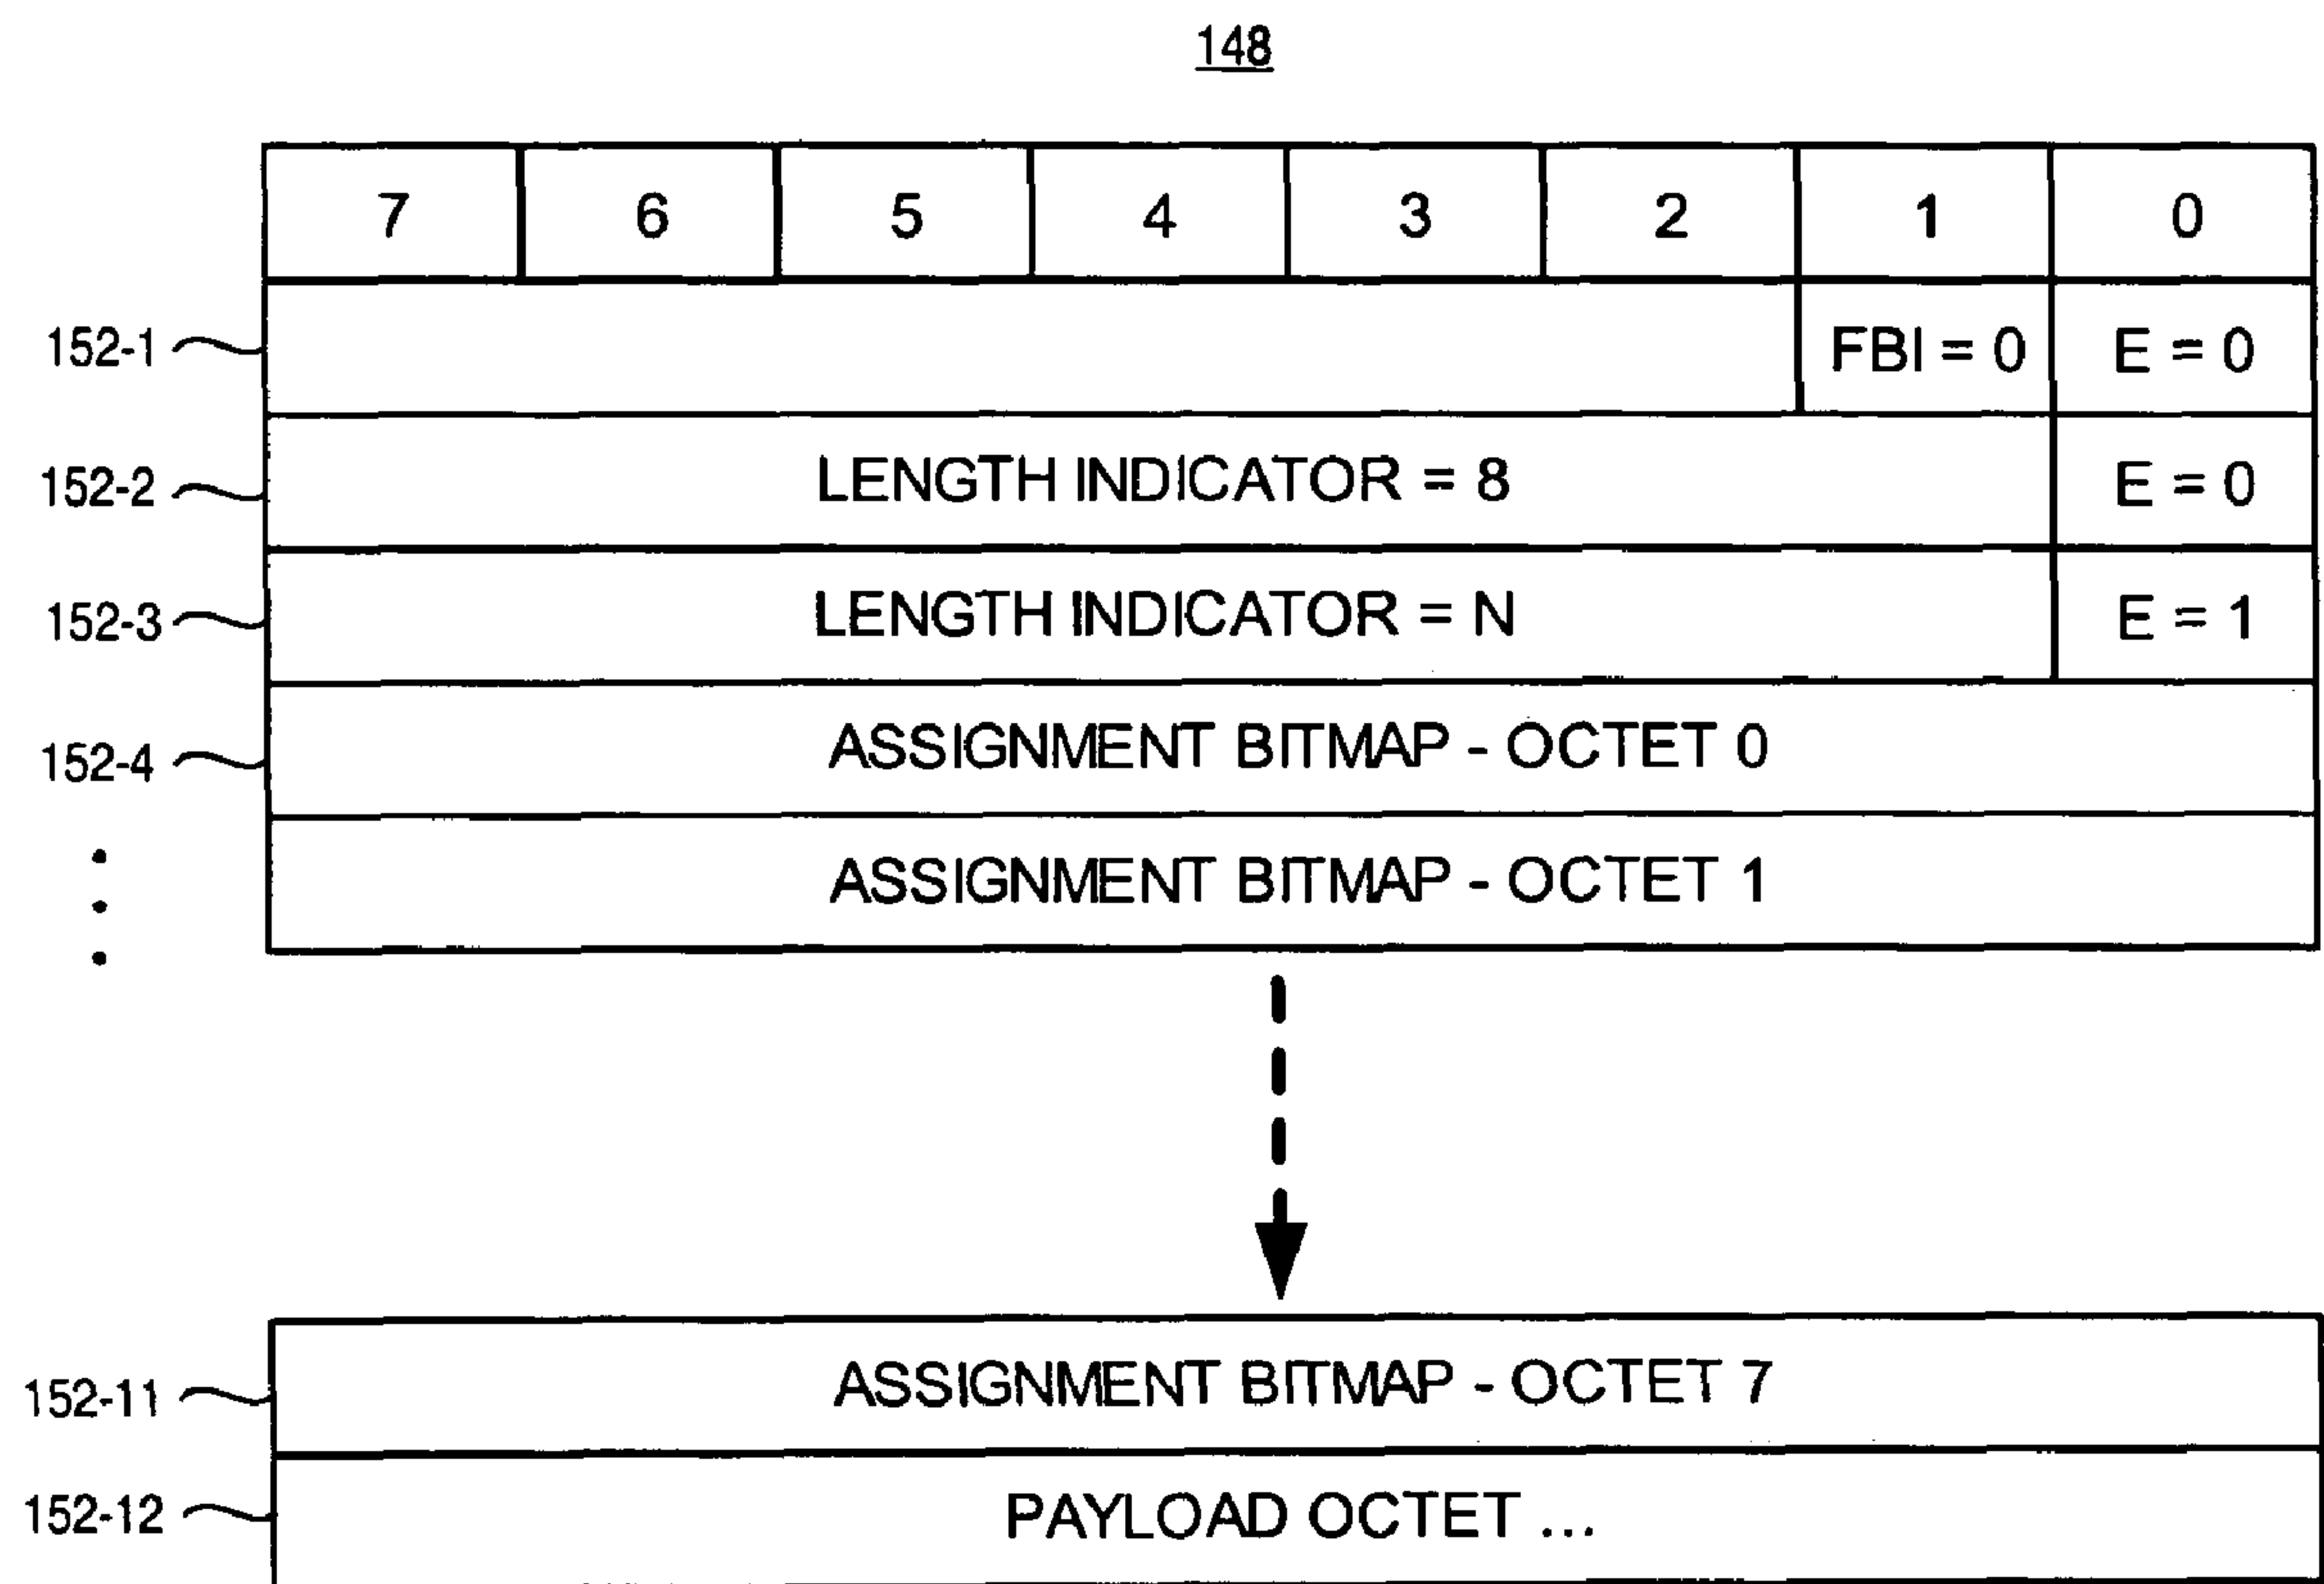 148
7 6 5 4 3 2 1 0
152-1 FBI = 0 E = 0
152-2 LENGTH INDICATOR = 8 E = 0
152-3 LENGTH INDICATOR = N E = 1
152-4 ASSIGNMENT BITMAP - OCTET 0
ASSIGNMENT BITMAP - OCTET 1
152-11 ASSIGNMENT BITMAP - OCTET 7
152-12 PAYLOAD OCTET ...